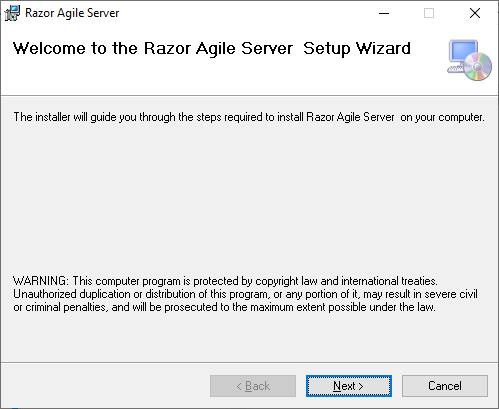 Razor Agile Server
Welcome to the Razor Agile Server  Setup Wizard
The installer will guide you through the steps required to install Razor Agile Server  on your computer.
WARNING: This computer program is protected by copyright law and international treaties.
Unauthorized duplication or distribution of this program, or any portion of it, may result in severe civil
or criminal penalties, and will be prosecuted to the maximum extent possible under the law.
< Back
Next >
Cancel